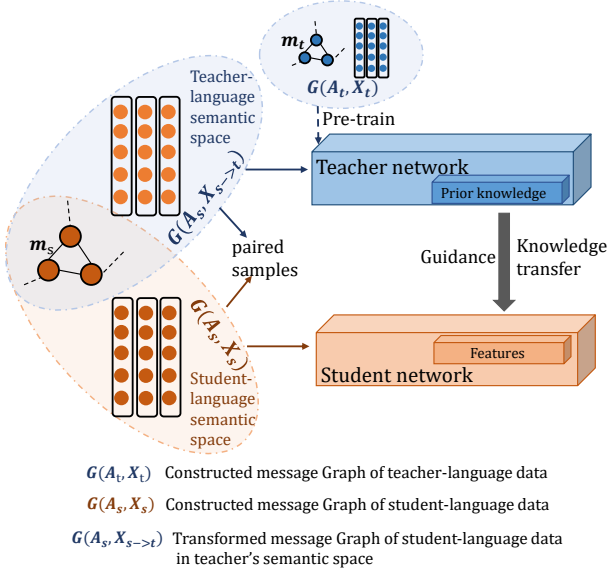 m_t
G(A_t, X_t)
Pre-train
Teacher-
language
semantic
space
G(A_s, X_{s->t})
Teacher network
Prior knowledge
m_s
paired
samples
Guidance
Knowledge
transfer
G(A_s, X_s)
Student-
language
semantic
space
Features
Student network
G(A_t, X_t) Constructed message Graph of teacher-language data
G(A_s, X_s) Constructed message Graph of student-language data
G(A_s, X_{s->t}) Transformed message Graph of student-language data
in teacher's semantic space